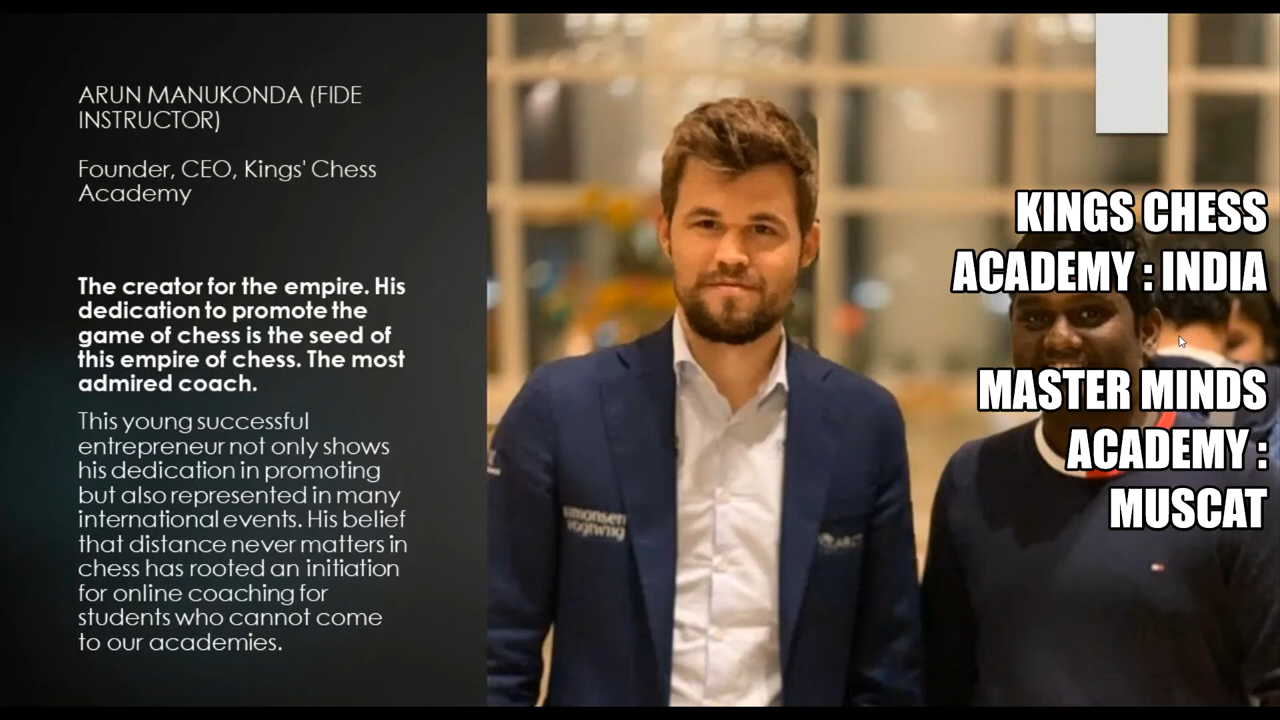 ARUN MANUKONDA (FIDE
INSTRUCTOR)
Founder, CEO, Kings' Chess
Academy
The creator for the empire. His
dedication to promote the
game of chess is the seed of
this empire of chess. The most
admired coach.
This young successful
entrepreneur not only shows
his dedication in promoting
but also represented in many
international events. His belief
that distance never matters in
chess has rooted an initiation
for online coaching for
students who cannot come
to our academies.
KINGS CHESS
ACADEMY : INDIA
MASTER MINDS
ACADEMY :
MUSCAT
simonsen
vogtwiig